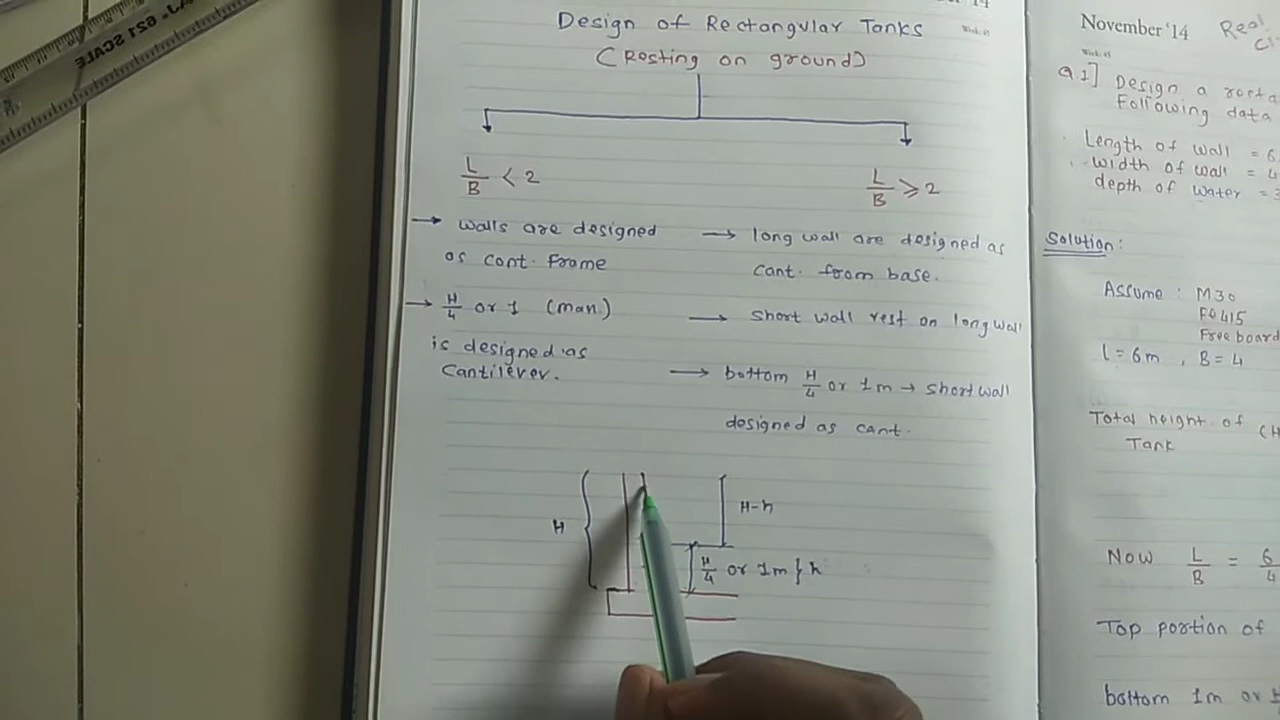 Design of Rectangular Tanks
(Resting on ground)
L/B < 2
L/B ⩾ 2
→ walls are designed
as cont. frame
→ H/4 or 1 (man.)
is designed as
Cantilever.
→ long wall are designed as
cant. from base.
→ short wall rest on long wall
→ bottom H/4 or 1m → short wall
designed as cant.
H
H-h
H/4 or 1m } h
SCALE
November '14
Real
Q1] Design a recta
Following data
Length of wall = 6
width of wall = 4
depth of water = 3
Solution:
Assume : M30
Fe415
Free board
l = 6m , B = 4
Total height of (H
Tank
Now L/B = 6/4
Top portion of
bottom 1m or H